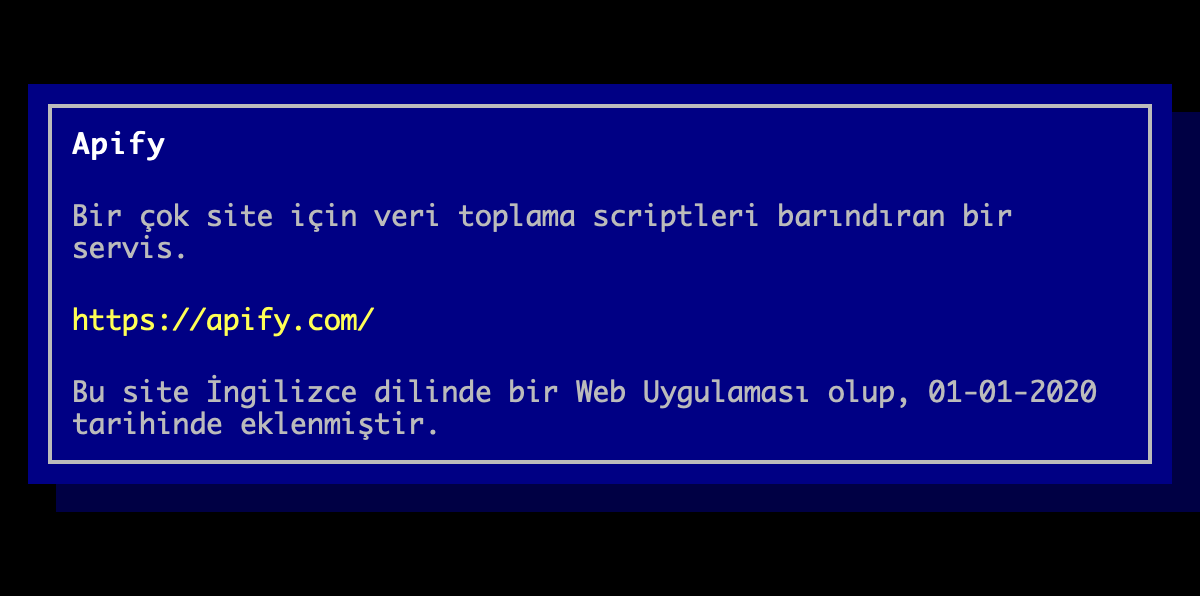 Apify
Bir çok site için veri toplama scriptleri barındıran bir
servis.
https://apify.com/
Bu site İngilizce dilinde bir Web Uygulaması olup, 01-01-2020
tarihinde eklenmiştir.